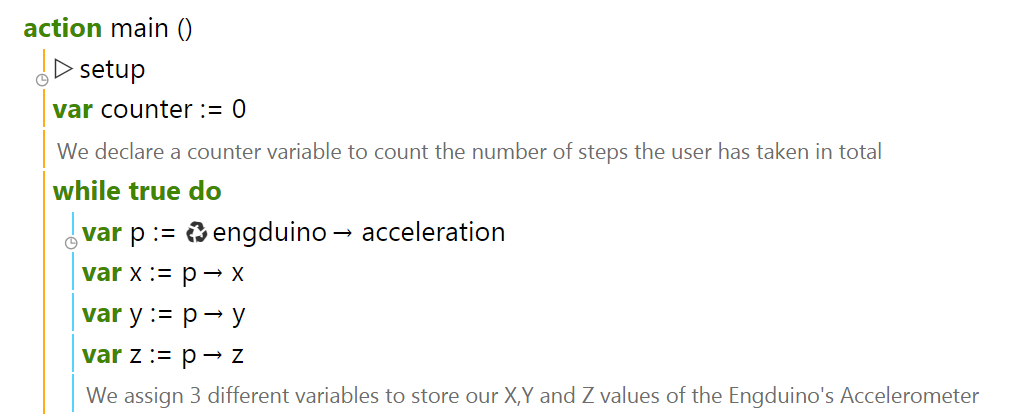 action main ()
▷ setup
var counter := 0
We declare a counter variable to count the number of steps the user has taken in total
while true do
var p := ♻ engduino → acceleration
var x := p → x
var y := p → y
var z := p → z
We assign 3 different variables to store our X,Y and Z values of the Engduino's Accelerometer